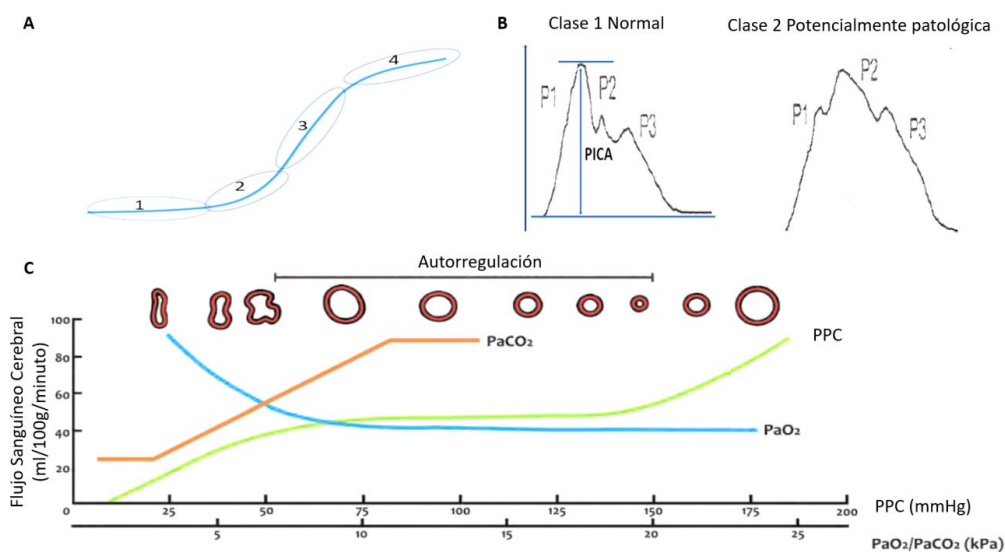 A
1
2
3
4
B
Clase 1 Normal
P1
P2
P3
PICA
Clase 2 Potencialmente patológica
P1
P2
P3
C
Autorregulación
Flujo Sanguíneo Cerebral
(ml/100g/minuto)
100
80
60
40
20
0
PaCO₂
PPC
PaO₂
0 25 50 75 100 125 150 175 200
PPC (mmHg)
5 10 15 20 25
PaO₂/PaCO₂ (kPa)